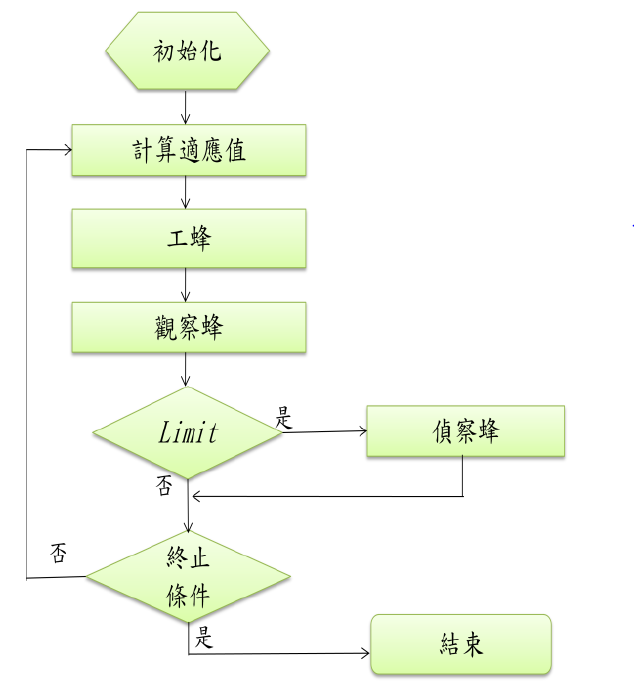 初始化
計算適應值
工蜂
觀察蜂
Limit
是
偵察蜂
否
終止
條件
否
是
結束